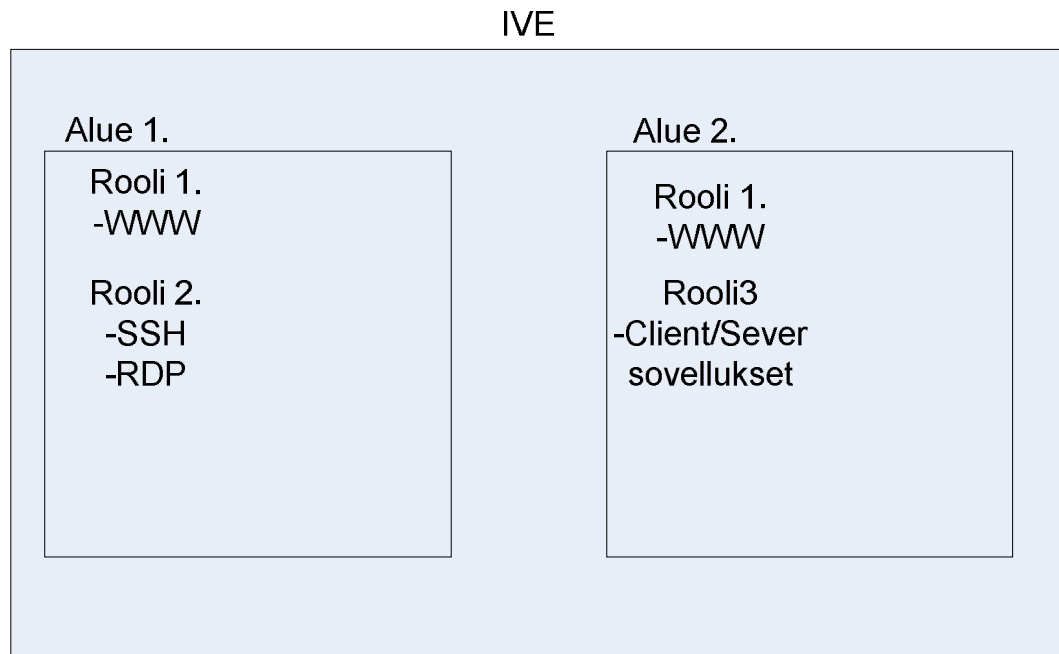 IVE
Alue 1.
Rooli 1.
-WWW
Rooli 2.
-SSH
-RDP
Alue 2.
Rooli 1.
-WWW
Rooli3
-Client/Sever
sovellukset